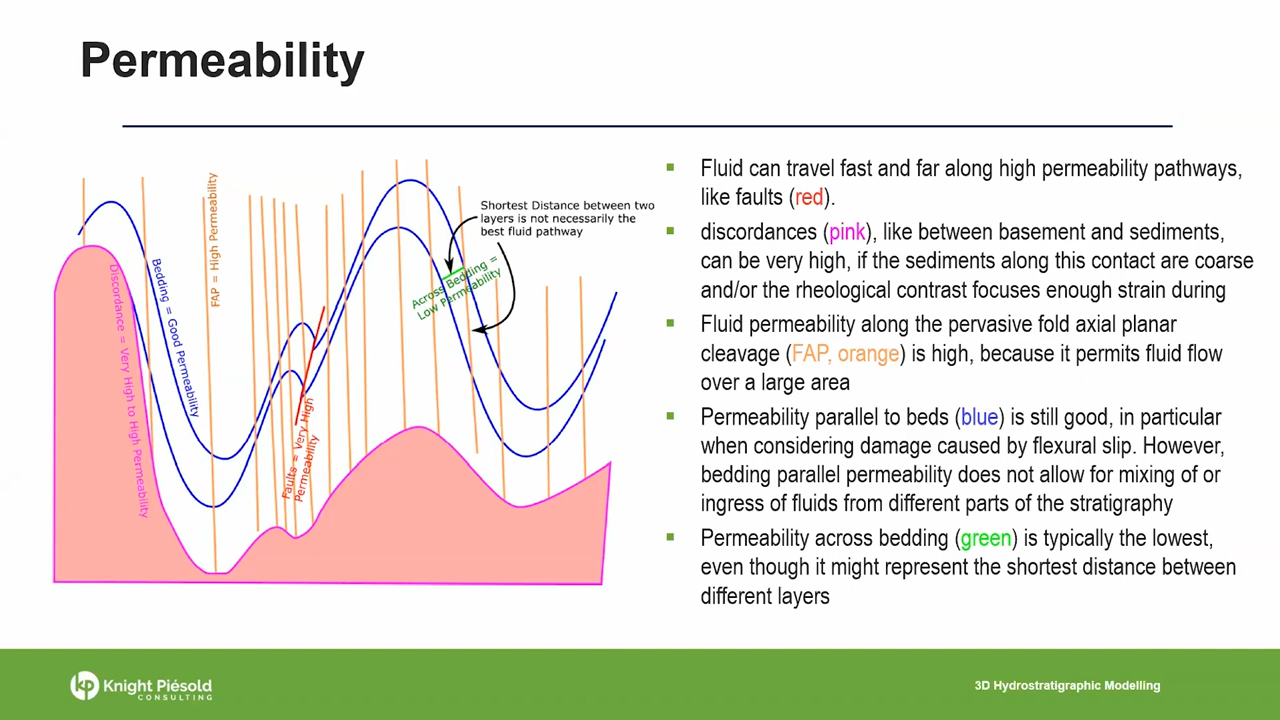 Permeability
Shortest Distance between two
layers is not necessarily the
best fluid pathway
FAP = High Permeability
Bedding = Good Permeability
Discordance = Very High to High Permeability
Across Bedding =
Low Permeability
Faults = Very High
Permeability
Fluid can travel fast and far along high permeability pathways,
like faults (red).
discordances (pink), like between basement and sediments,
can be very high, if the sediments along this contact are coarse
and/or the rheological contrast focuses enough strain during
Fluid permeability along the pervasive fold axial planar
cleavage (FAP, orange) is high, because it permits fluid flow
over a large area
Permeability parallel to beds (blue) is still good, in particular
when considering damage caused by flexural slip. However,
bedding parallel permeability does not allow for mixing of or
ingress of fluids from different parts of the stratigraphy
Permeability across bedding (green) is typically the lowest,
even though it might represent the shortest distance between
different layers
kp Knight Piésold
CONSULTING
3D Hydrostratigraphic Modelling